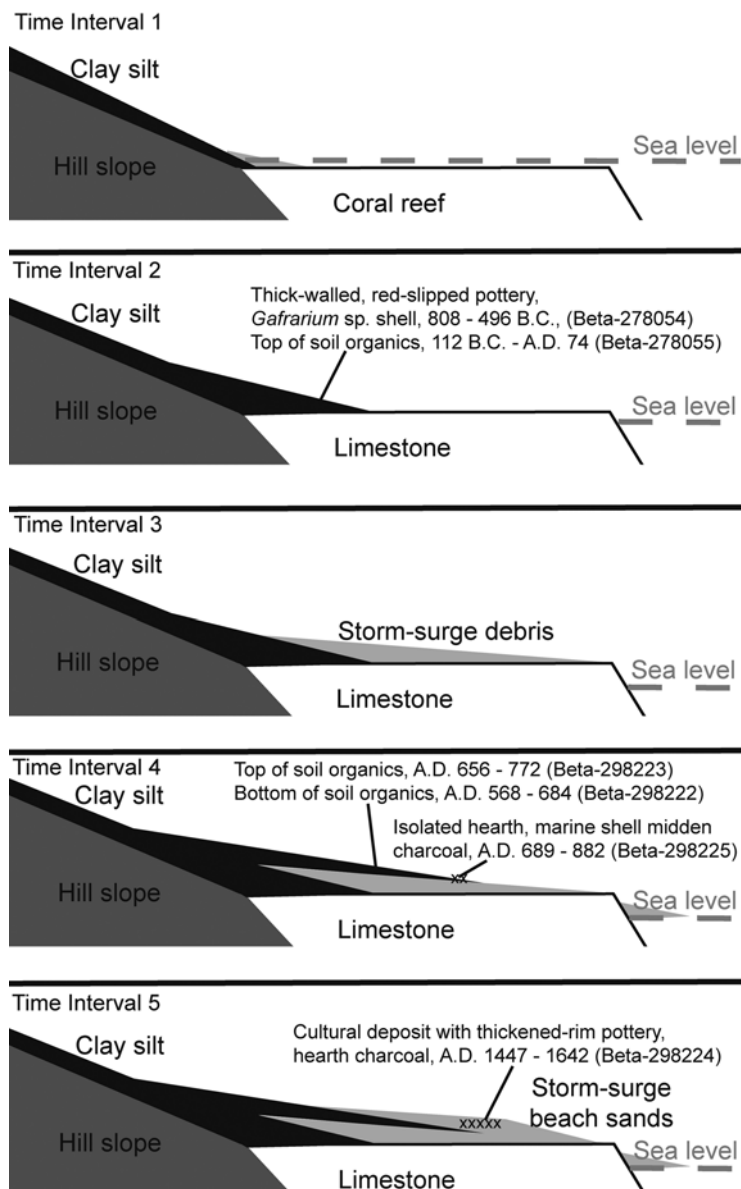 Time Interval 1
Clay silt
Hill slope
Sea level
Coral reef
Time Interval 2
Clay silt
Thick-walled, red-slipped pottery,
Gafrarium sp. shell, 808 - 496 B.C., (Beta-278054)
Top of soil organics, 112 B.C. - A.D. 74 (Beta-278055)
Hill slope
Sea level
Limestone
Time Interval 3
Clay silt
Storm-surge debris
Hill slope
Sea level
Limestone
Time Interval 4
Top of soil organics, A.D. 656 - 772 (Beta-298223)
Clay silt
Bottom of soil organics, A.D. 568 - 684 (Beta-298222)
Isolated hearth, marine shell midden
charcoal, A.D. 689 - 882 (Beta-298225)
xx
Hill slope
Sea level
Limestone
Time Interval 5
Cultural deposit with thickened-rim pottery,
Clay silt
hearth charcoal, A.D. 1447 - 1642 (Beta-298224)
Storm-surge
beach sands
xxxxx
Hill slope
Sea level
Limestone